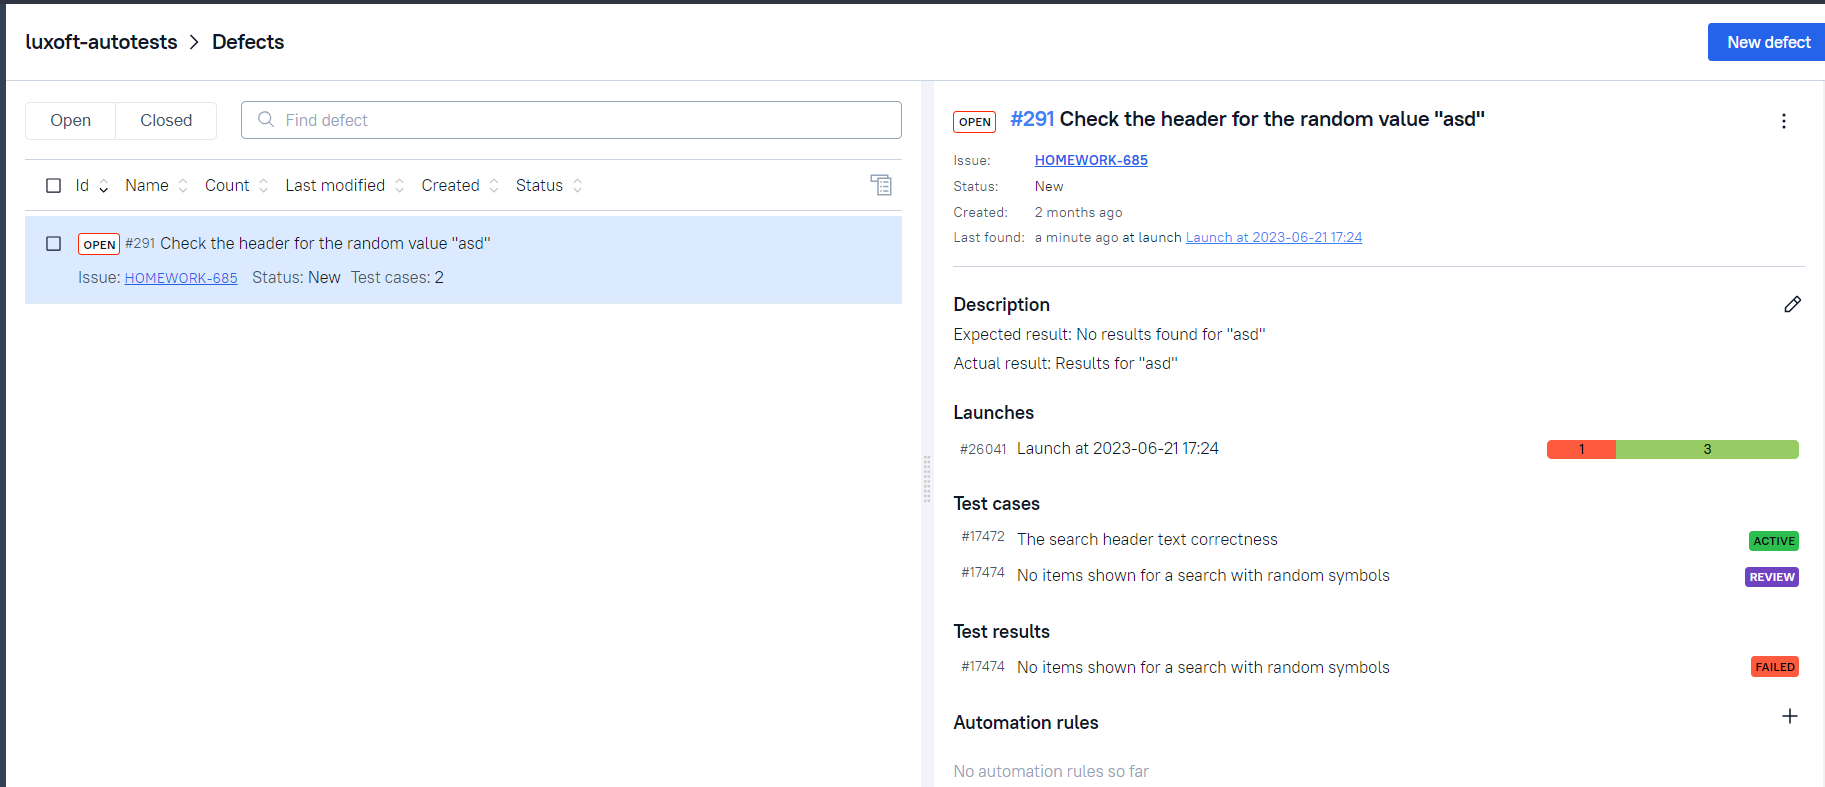 luxoft-autotests > Defects
New defect
Open Closed Find defect
Id Name Count Last modified Created Status
OPEN #291 Check the header for the random value "asd"
Issue: HOMEWORK-685 Status: New Test cases: 2
OPEN #291 Check the header for the random value "asd"
Issue: HOMEWORK-685
Status: New
Created: 2 months ago
Last found: a minute ago at launch Launch at 2023-06-21 17:24
Description
Expected result: No results found for "asd"
Actual result: Results for "asd"
Launches
#26041 Launch at 2023-06-21 17:24 1 3
Test cases
#17472 The search header text correctness ACTIVE
#17474 No items shown for a search with random symbols REVIEW
Test results
#17474 No items shown for a search with random symbols FAILED
Automation rules
No automation rules so far